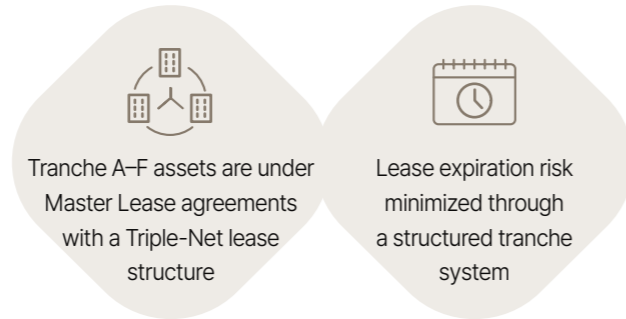 Tranche A–F assets are under
Master Lease agreements
with a Triple-Net lease
structure
Lease expiration risk
minimized through
a structured tranche
system